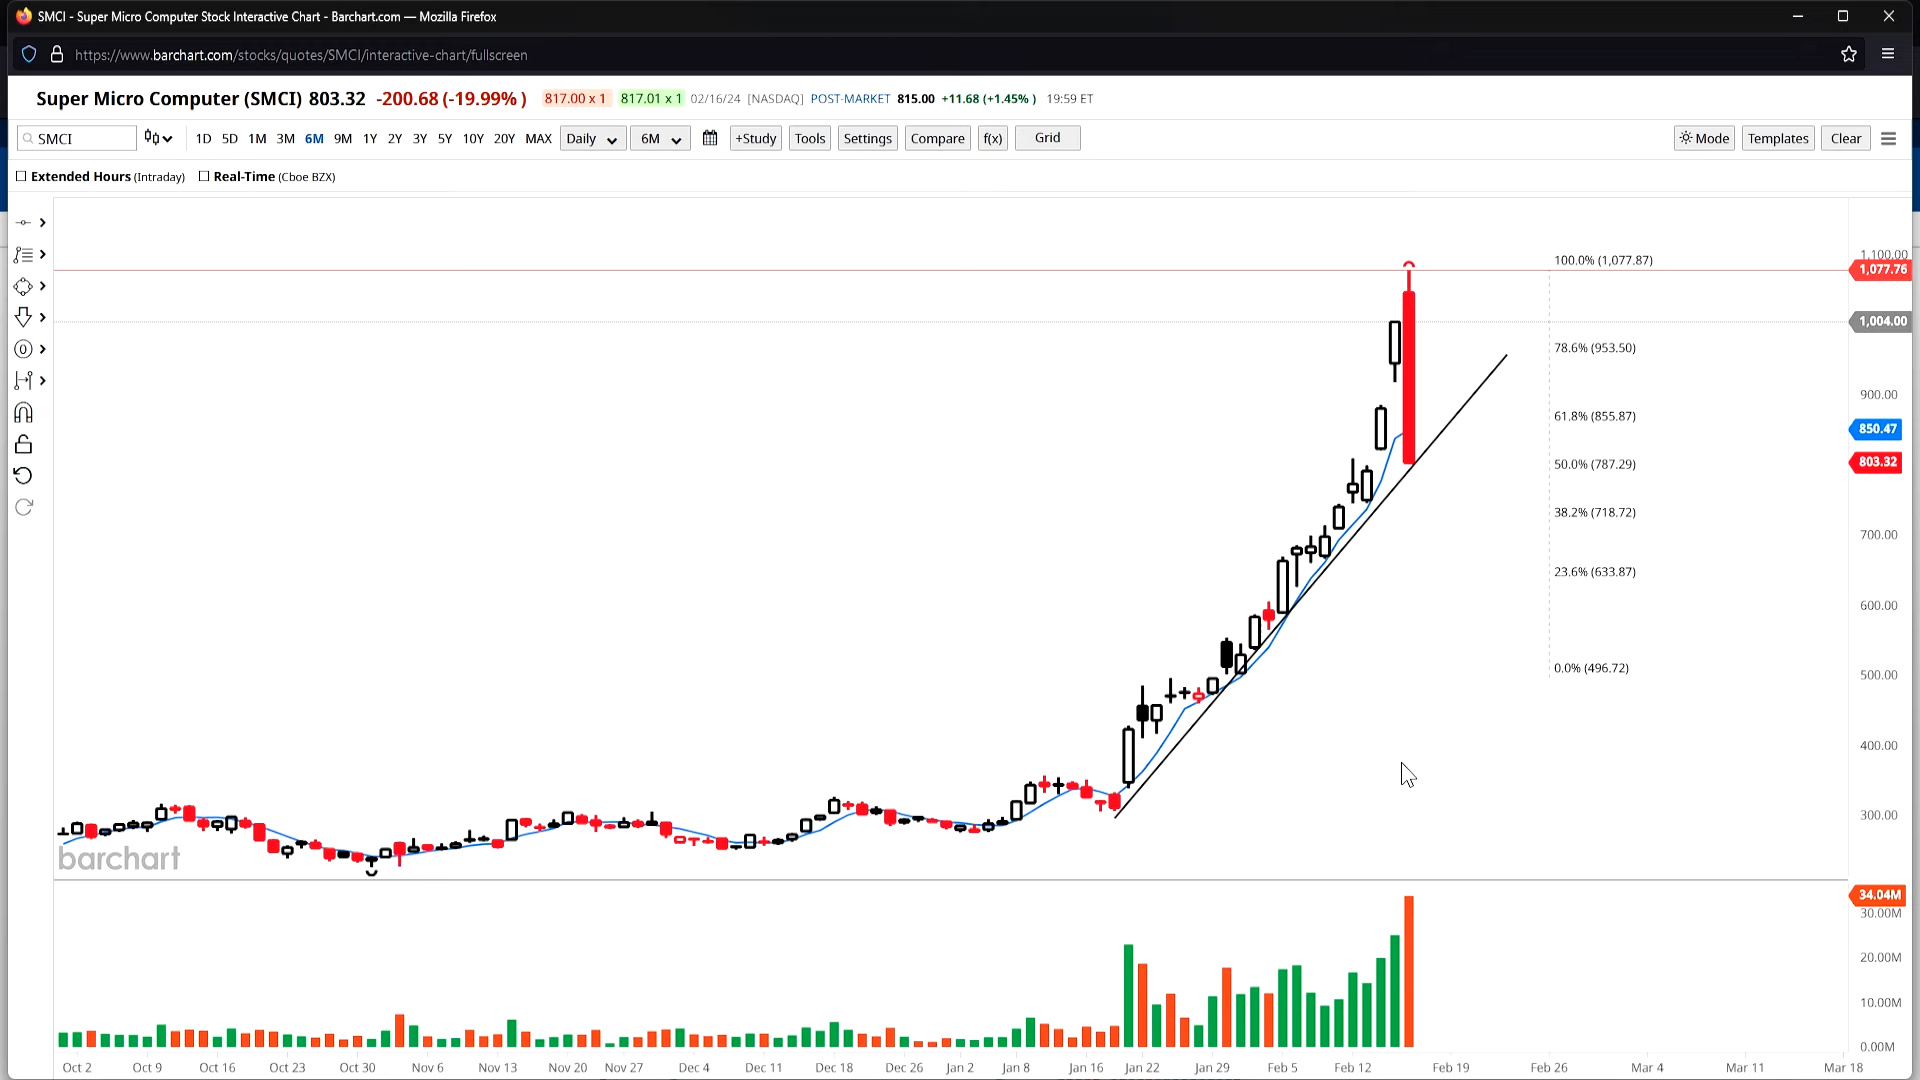 SMCI - Super Micro Computer Stock Interactive Chart - Barchart.com — Mozilla Firefox
https://www.barchart.com/stocks/quotes/SMCI/interactive-chart/fullscreen
Super Micro Computer (SMCI) 803.32 -200.68 (-19.99% ) 817.00 x 1 817.01 x 1 02/16/24 [NASDAQ] POST-MARKET 815.00 +11.68 (+1.45% ) 19:59 ET
SMCI 1D 5D 1M 3M 6M 9M 1Y 2Y 3Y 5Y 10Y 20Y MAX Daily 6M +Study Tools Settings Compare f(x) Grid Mode Templates Clear
Extended Hours (Intraday) Real-Time (Cboe BZX)
1,100.00
100.0% (1,077.87)
1,077.76
1,004.00
78.6% (953.50)
900.00
61.8% (855.87)
850.47
803.32
50.0% (787.29)
38.2% (718.72)
700.00
23.6% (633.87)
600.00
0.0% (496.72)
500.00
400.00
300.00
barchart
34.04M
30.00M
20.00M
10.00M
0.00M
Oct 2 Oct 9 Oct 16 Oct 23 Oct 30 Nov 6 Nov 13 Nov 20 Nov 27 Dec 4 Dec 11 Dec 18 Dec 26 Jan 2 Jan 8 Jan 16 Jan 22 Jan 29 Feb 5 Feb 12 Feb 19 Feb 26 Mar 4 Mar 11 Mar 18